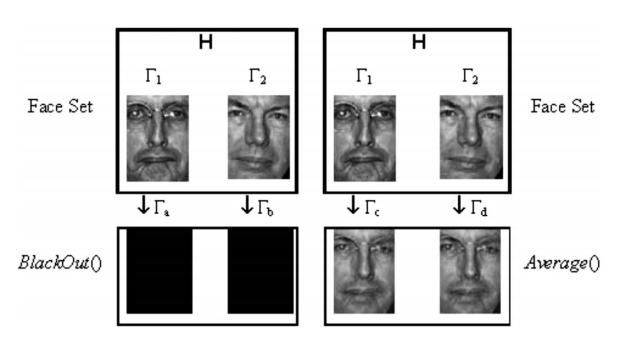 H H
Γ1 Γ2 Γ1 Γ2
Face Set Face Set
↓Γa ↓Γb ↓Γc ↓Γd
BlackOut() Average()